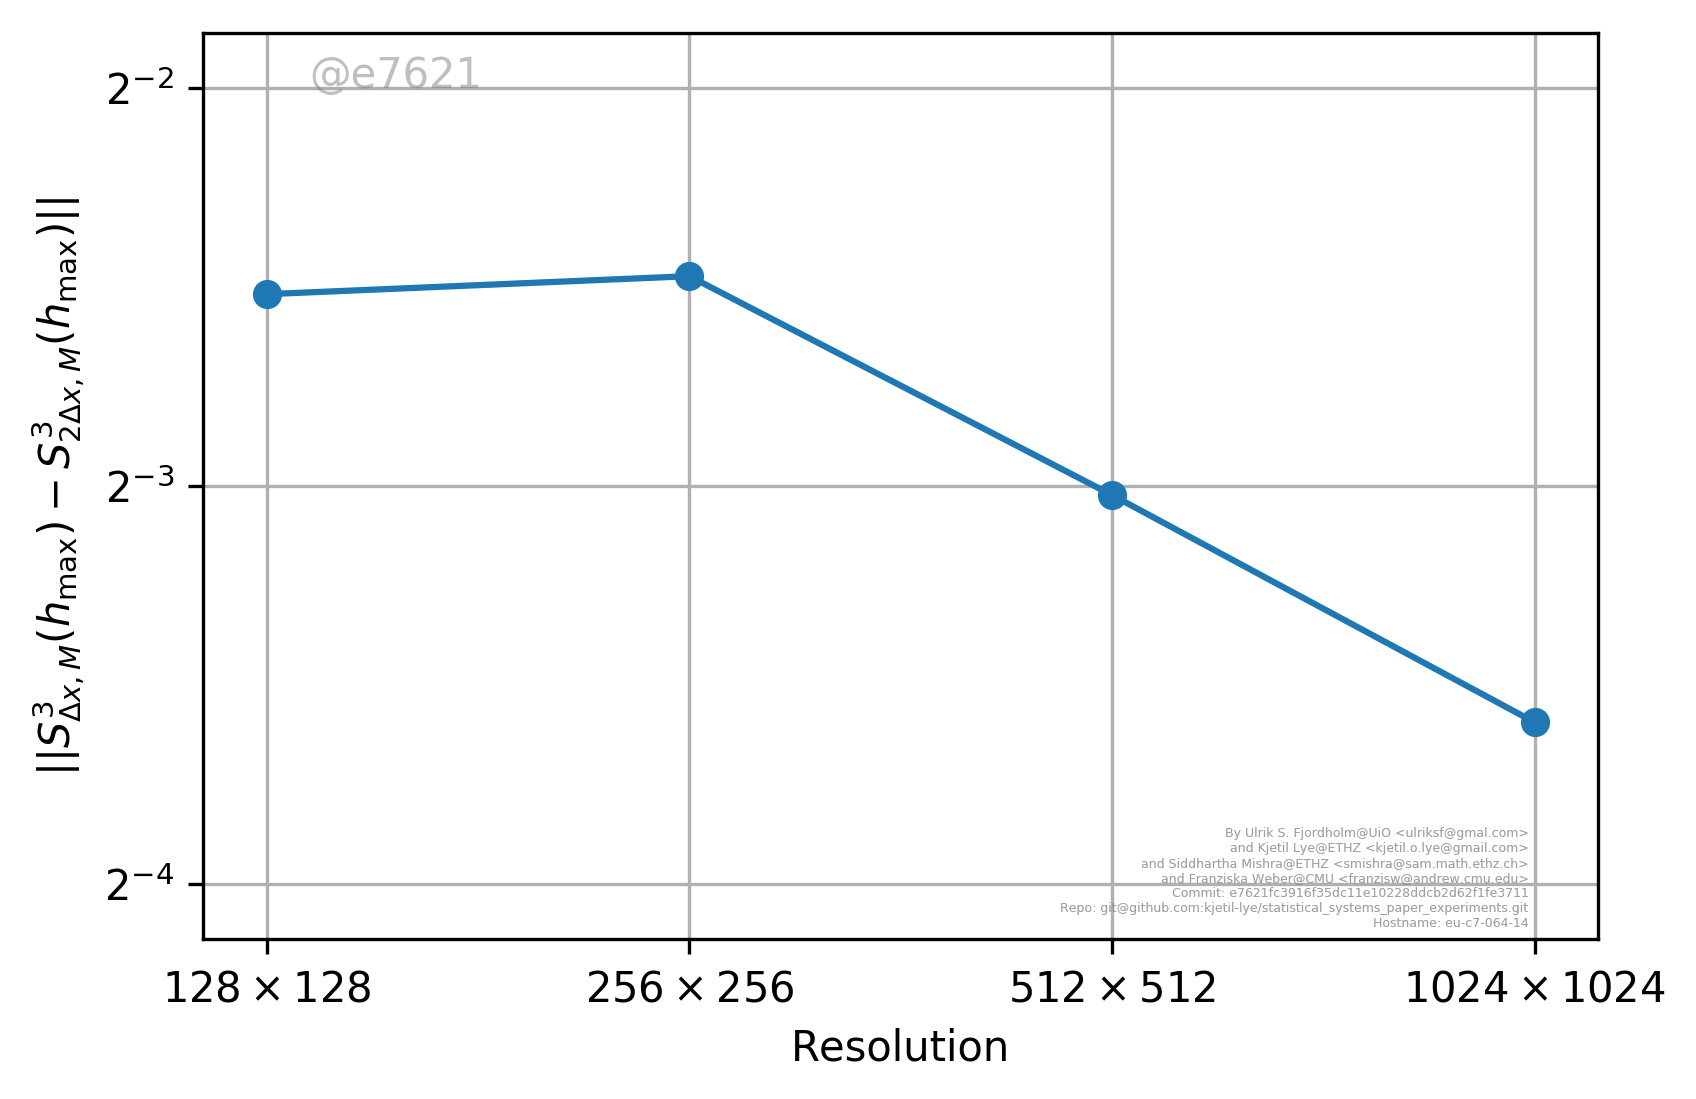 @e7621
2⁻²
2⁻³
2⁻⁴
||S³_{Δx,M}(h_max) − S³_{2Δx,M}(h_max)||
By Ulrik S. Fjordholm@UiO <ulriksf@gmal.com>
and Kjetil Lye@ETHZ <kjetil.o.lye@gmail.com>
and Siddhartha Mishra@ETHZ <smishra@sam.math.ethz.ch>
and Franziska Weber@CMU <franzisw@andrew.cmu.edu>
Commit: e7621fc3916f35dc11e10228ddcb2d62f1fe3711
Repo: git@github.com:kjetil-lye/statistical_systems_paper_experiments.git
Hostname: eu-c7-064-14
128 × 128 256 × 256 512 × 512 1024 × 1024
Resolution